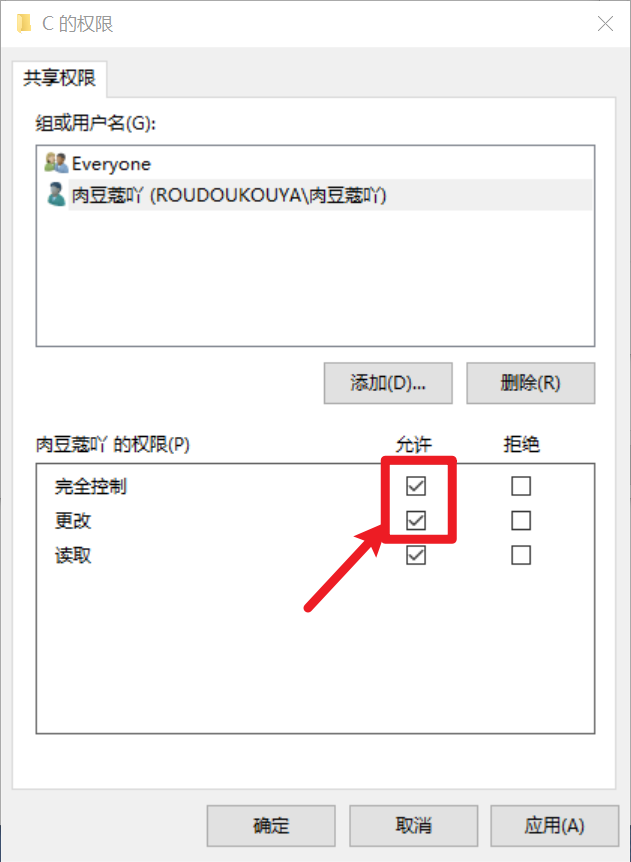 C 的权限
共享权限
组或用户名(G):
Everyone
肉豆蔻吖 (ROUDOUKOUYA\肉豆蔻吖)
添加(D)... 删除(R)
肉豆蔻吖 的权限(P) 允许 拒绝
完全控制
更改
读取
确定 取消 应用(A)